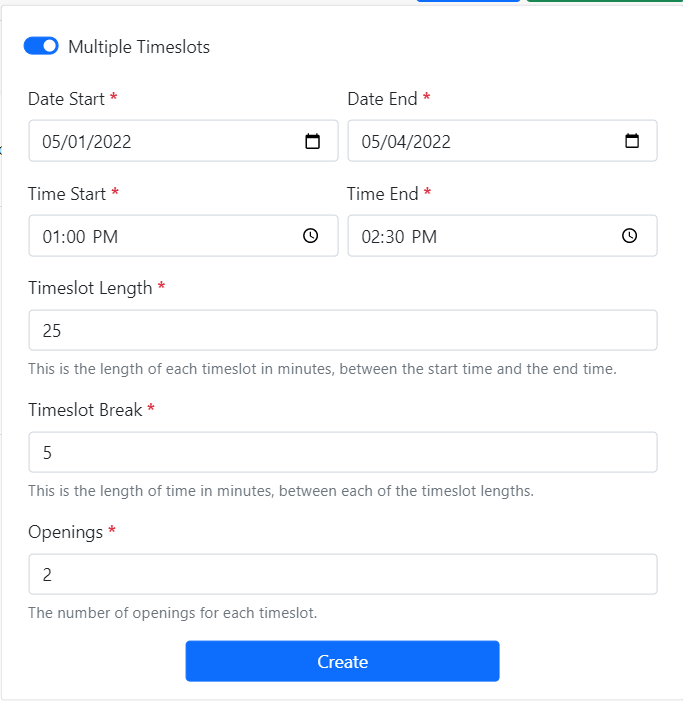 Multiple Timeslots
Date Start * Date End *
05/01/2022 05/04/2022
Time Start * Time End *
01:00 PM 02:30 PM
Timeslot Length *
25
This is the length of each timeslot in minutes, between the start time and the end time.
Timeslot Break *
5
This is the length of time in minutes, between each of the timeslot lengths.
Openings *
2
The number of openings for each timeslot.
Create